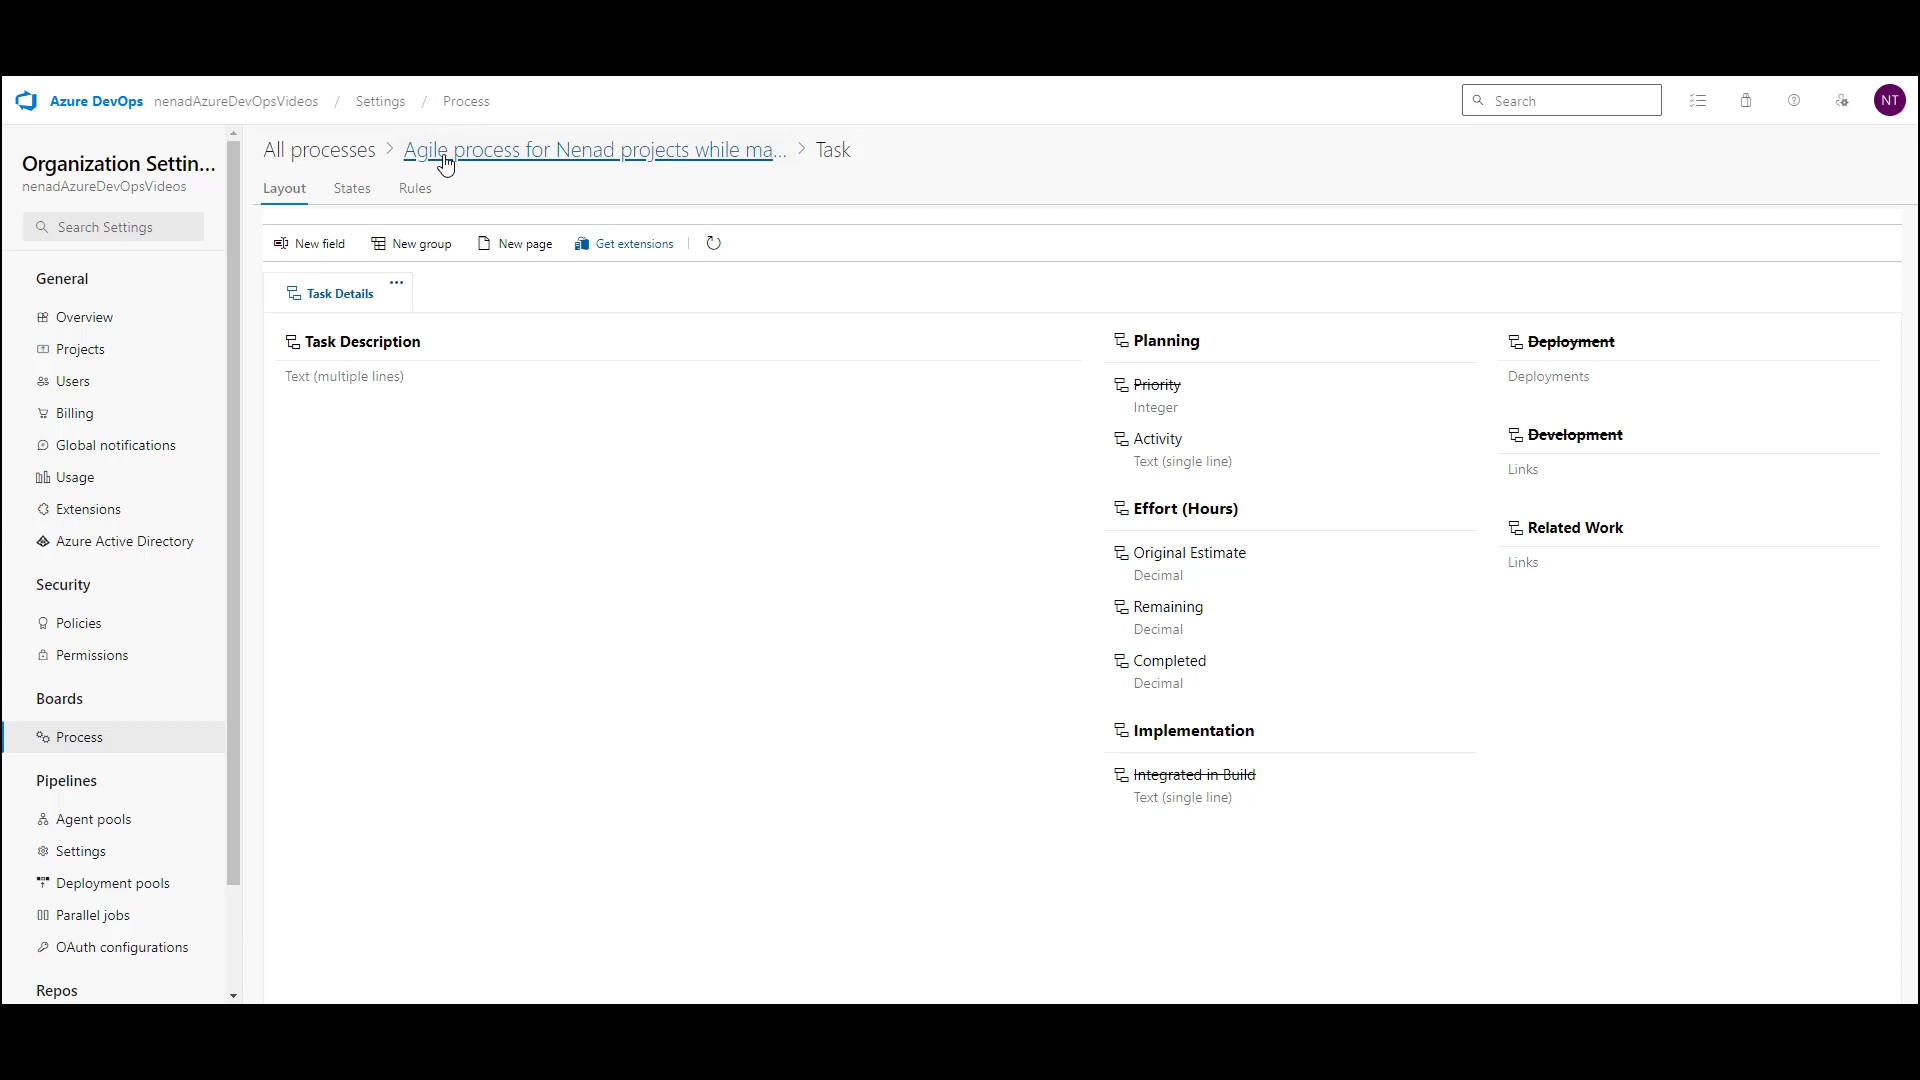 Azure DevOps nenadAzureDevOpsVideos / Settings / Process
Search
NT
Organization Settin...
nenadAzureDevOpsVideos
Search Settings
General
Overview
Projects
Users
Billing
Global notifications
Usage
Extensions
Azure Active Directory
Security
Policies
Permissions
Boards
Process
Pipelines
Agent pools
Settings
Deployment pools
Parallel jobs
OAuth configurations
Repos
All processes > Agile process for Nenad projects while ma... > Task
Layout States Rules
New field New group New page Get extensions
Task Details ...
Task Description
Text (multiple lines)
Planning
Priority
Integer
Activity
Text (single line)
Effort (Hours)
Original Estimate
Decimal
Remaining
Decimal
Completed
Decimal
Implementation
Integrated in Build
Text (single line)
Deployment
Deployments
Development
Links
Related Work
Links